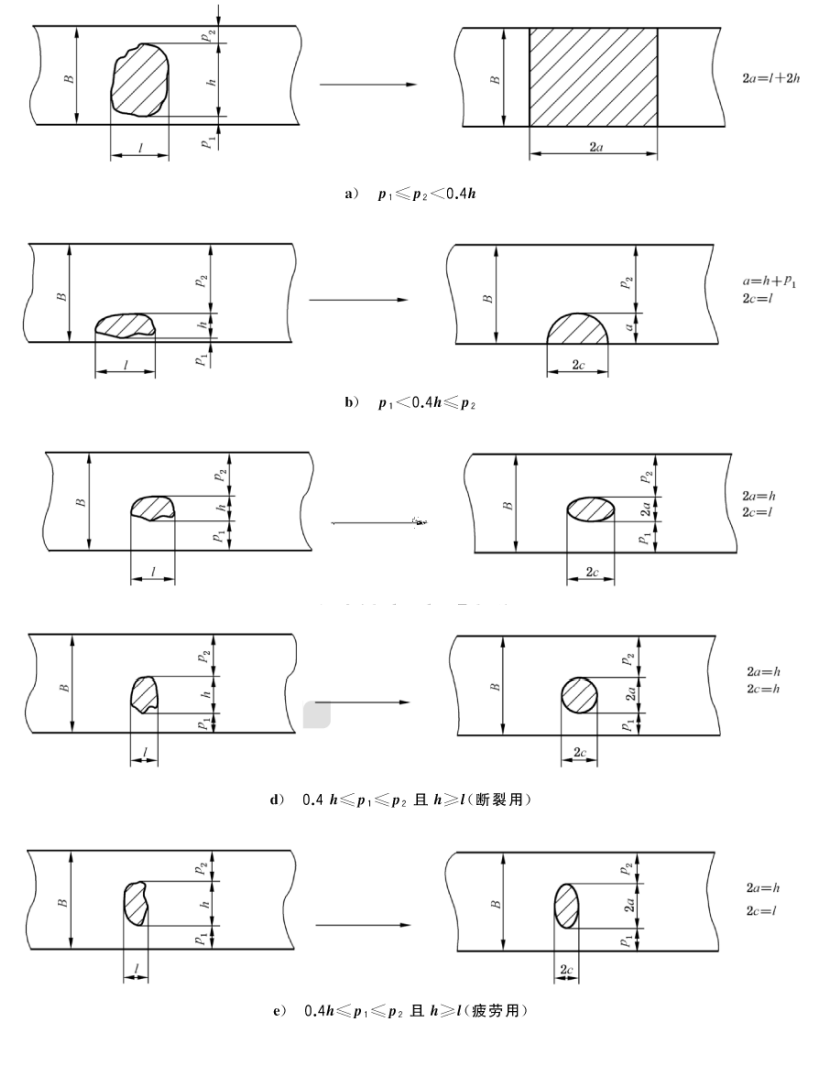 B p₂ h p₁ l
B 2a
2a=l+2h
a) p₁≤p₂<0.4h
B p₂ h p₁ l
B p₂ a 2c
a=h+p₁
2c=l
b) p₁<0.4h≤p₂
B p₂ h p₁ l
B p₂ 2a p₁ 2c
2a=h
2c=l
B p₂ h p₁ l
B p₂ 2a p₁ 2c
2a=h
2c=h
d) 0.4 h≤p₁≤p₂ 且 h≥l(断裂用)
B p₂ h p₁ l
B p₂ 2a p₁ 2c
2a=h
2c=l
e) 0.4h≤p₁≤p₂ 且 h≥l(疲劳用)